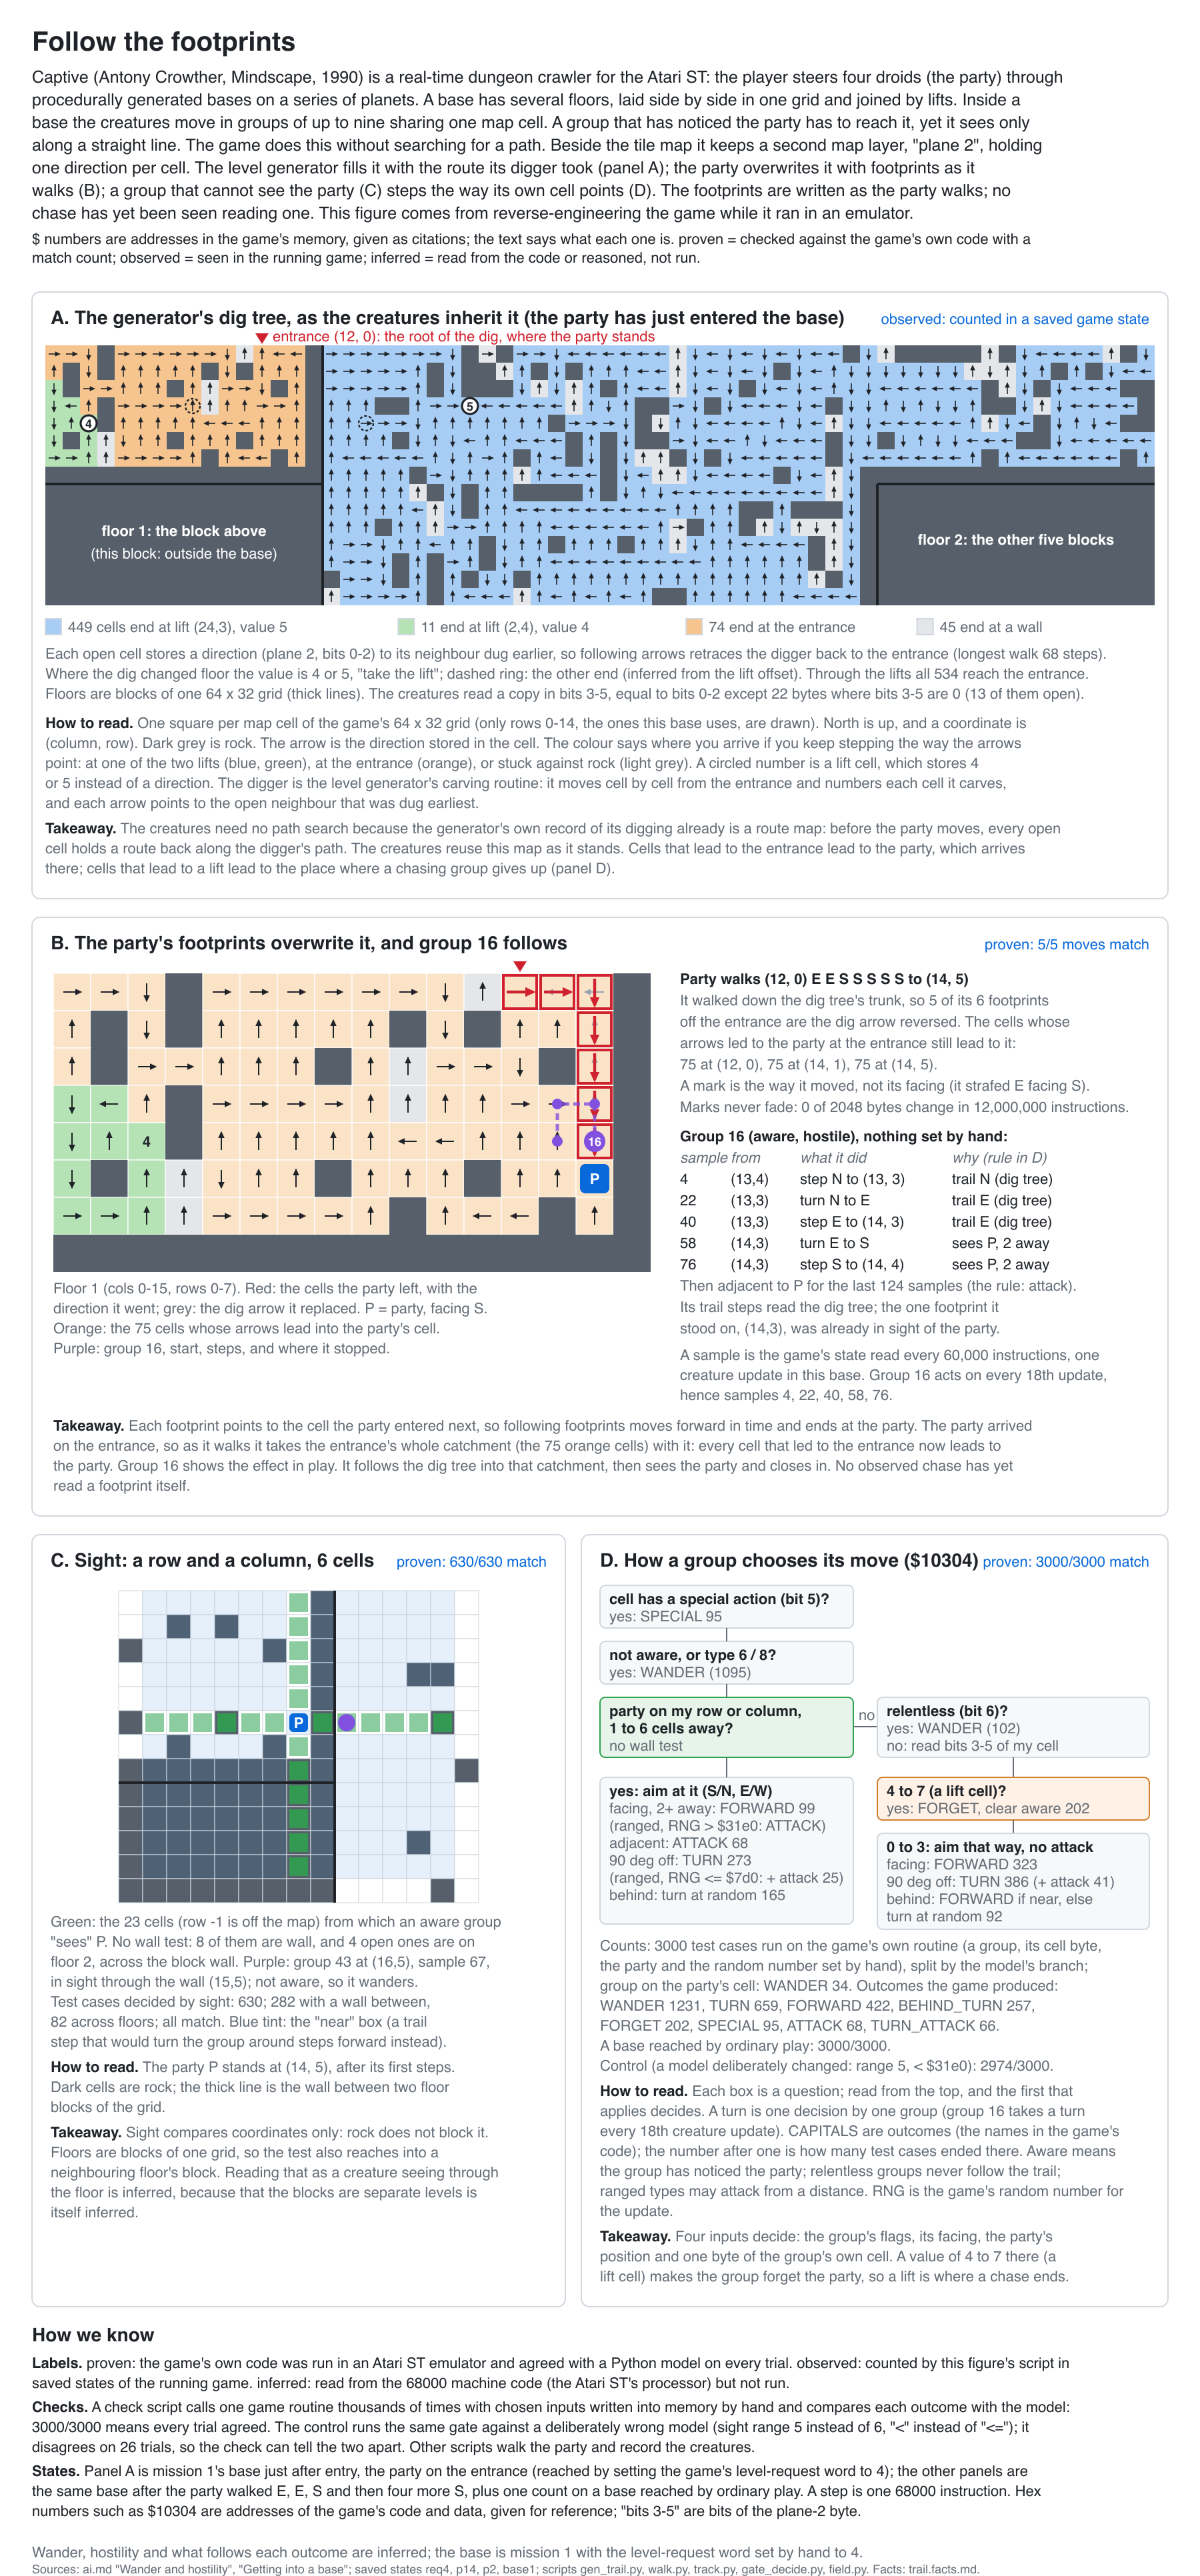 Follow the footprints
Captive (Antony Crowther, Mindscape, 1990) is a real-time dungeon crawler for the Atari ST: the player steers four droids (the party) through
procedurally generated bases on a series of planets. A base has several floors, laid side by side in one grid and joined by lifts. Inside a
base the creatures move in groups of up to nine sharing one map cell. A group that has noticed the party has to reach it, yet it sees only
along a straight line. The game does this without searching for a path. Beside the tile map it keeps a second map layer, "plane 2", holding
one direction per cell. The level generator fills it with the route its digger took (panel A); the party overwrites it with footprints as it
walks (B); a group that cannot see the party (C) steps the way its own cell points (D). The footprints are written as the party walks; no
chase has yet been seen reading one. This figure comes from reverse-engineering the game while it ran in an emulator.
$ numbers are addresses in the game's memory, given as citations; the text says what each one is. proven = checked against the game's own code with a
match count; observed = seen in the running game; inferred = read from the code or reasoned, not run.
A. The generator's dig tree, as the creatures inherit it (the party has just entered the base)
observed: counted in a saved game state
entrance (12, 0): the root of the dig, where the party stands
5
4
floor 1: the block above
(this block: outside the base)
floor 2: the other five blocks
449 cells end at lift (24,3), value 5
11 end at lift (2,4), value 4
74 end at the entrance
45 end at a wall
Each open cell stores a direction (plane 2, bits 0-2) to its neighbour dug earlier, so following arrows retraces the digger back to the entrance (longest walk 68 steps).
Where the dig changed floor the value is 4 or 5, "take the lift"; dashed ring: the other end (inferred from the lift offset). Through the lifts all 534 reach the entrance.
Floors are blocks of one 64 x 32 grid (thick lines). The creatures read a copy in bits 3-5, equal to bits 0-2 except 22 bytes where bits 3-5 are 0 (13 of them open).
How to read. One square per map cell of the game's 64 x 32 grid (only rows 0-14, the ones this base uses, are drawn). North is up, and a coordinate is
(column, row). Dark grey is rock. The arrow is the direction stored in the cell. The colour says where you arrive if you keep stepping the way the arrows
point: at one of the two lifts (blue, green), at the entrance (orange), or stuck against rock (light grey). A circled number is a lift cell, which stores 4
or 5 instead of a direction. The digger is the level generator's carving routine: it moves cell by cell from the entrance and numbers each cell it carves,
and each arrow points to the open neighbour that was dug earliest.
Takeaway. The creatures need no path search because the generator's own record of its digging already is a route map: before the party moves, every open
cell holds a route back along the digger's path. The creatures reuse this map as it stands. Cells that lead to the entrance lead to the party, which arrives
there; cells that lead to a lift lead to the place where a chasing group gives up (panel D).
B. The party's footprints overwrite it, and group 16 follows
proven: 5/5 moves match
4
16
P
Floor 1 (cols 0-15, rows 0-7). Red: the cells the party left, with the
direction it went; grey: the dig arrow it replaced. P = party, facing S.
Orange: the 75 cells whose arrows lead into the party's cell.
Purple: group 16, start, steps, and where it stopped.
Party walks (12, 0) E E S S S S S to (14, 5)
It walked down the dig tree's trunk, so 5 of its 6 footprints
off the entrance are the dig arrow reversed. The cells whose
arrows led to the party at the entrance still lead to it:
75 at (12, 0), 75 at (14, 1), 75 at (14, 5).
A mark is the way it moved, not its facing (it strafed E facing S).
Marks never fade: 0 of 2048 bytes change in 12,000,000 instructions.
Group 16 (aware, hostile), nothing set by hand:
sample from what it did why (rule in D)
4 (13,4) step N to (13, 3) trail N (dig tree)
22 (13,3) turn N to E trail E (dig tree)
40 (13,3) step E to (14, 3) trail E (dig tree)
58 (14,3) turn E to S sees P, 2 away
76 (14,3) step S to (14, 4) sees P, 2 away
Then adjacent to P for the last 124 samples (the rule: attack).
Its trail steps read the dig tree; the one footprint it
stood on, (14,3), was already in sight of the party.
A sample is the game's state read every 60,000 instructions, one
creature update in this base. Group 16 acts on every 18th update,
hence samples 4, 22, 40, 58, 76.
Takeaway. Each footprint points to the cell the party entered next, so following footprints moves forward in time and ends at the party. The party arrived
on the entrance, so as it walks it takes the entrance's whole catchment (the 75 orange cells) with it: every cell that led to the entrance now leads to
the party. Group 16 shows the effect in play. It follows the dig tree into that catchment, then sees the party and closes in. No observed chase has yet
read a footprint itself.
C. Sight: a row and a column, 6 cells
proven: 630/630 match
P
Green: the 23 cells (row -1 is off the map) from which an aware group
"sees" P. No wall test: 8 of them are wall, and 4 open ones are on
floor 2, across the block wall. Purple: group 43 at (16,5), sample 67,
in sight through the wall (15,5); not aware, so it wanders.
Test cases decided by sight: 630; 282 with a wall between,
82 across floors; all match. Blue tint: the "near" box (a trail
step that would turn the group around steps forward instead).
How to read. The party P stands at (14, 5), after its first steps.
Dark cells are rock; the thick line is the wall between two floor
blocks of the grid.
Takeaway. Sight compares coordinates only: rock does not block it.
Floors are blocks of one grid, so the test also reaches into a
neighbouring floor's block. Reading that as a creature seeing through
the floor is inferred, because that the blocks are separate levels is
itself inferred.
D. How a group chooses its move ($10304)
proven: 3000/3000 match
cell has a special action (bit 5)?
yes: SPECIAL 95
not aware, or type 6 / 8?
yes: WANDER (1095)
party on my row or column,
1 to 6 cells away?
no wall test
no
relentless (bit 6)?
yes: WANDER (102)
no: read bits 3-5 of my cell
yes: aim at it (S/N, E/W)
facing, 2+ away: FORWARD 99
(ranged, RNG > $31e0: ATTACK)
adjacent: ATTACK 68
90 deg off: TURN 273
(ranged, RNG <= $7d0: + attack 25)
behind: turn at random 165
4 to 7 (a lift cell)?
yes: FORGET, clear aware 202
0 to 3: aim that way, no attack
facing: FORWARD 323
90 deg off: TURN 386 (+ attack 41)
behind: FORWARD if near, else
turn at random 92
Counts: 3000 test cases run on the game's own routine (a group, its cell byte,
the party and the random number set by hand), split by the model's branch;
group on the party's cell: WANDER 34. Outcomes the game produced:
WANDER 1231, TURN 659, FORWARD 422, BEHIND_TURN 257,
FORGET 202, SPECIAL 95, ATTACK 68, TURN_ATTACK 66.
A base reached by ordinary play: 3000/3000.
Control (a model deliberately changed: range 5, < $31e0): 2974/3000.
How to read. Each box is a question; read from the top, and the first that
applies decides. A turn is one decision by one group (group 16 takes a turn
every 18th creature update). CAPITALS are outcomes (the names in the game's
code); the number after one is how many test cases ended there. Aware means
the group has noticed the party; relentless groups never follow the trail;
ranged types may attack from a distance. RNG is the game's random number for
the update.
Takeaway. Four inputs decide: the group's flags, its facing, the party's
position and one byte of the group's own cell. A value of 4 to 7 there (a
lift cell) makes the group forget the party, so a lift is where a chase ends.
How we know
Labels. proven: the game's own code was run in an Atari ST emulator and agreed with a Python model on every trial. observed: counted by this figure's script in
saved states of the running game. inferred: read from the 68000 machine code (the Atari ST's processor) but not run.
Checks. A check script calls one game routine thousands of times with chosen inputs written into memory by hand and compares each outcome with the model:
3000/3000 means every trial agreed. The control runs the same gate against a deliberately wrong model (sight range 5 instead of 6, "<" instead of "<="); it
disagrees on 26 trials, so the check can tell the two apart. Other scripts walk the party and record the creatures.
States. Panel A is mission 1's base just after entry, the party on the entrance (reached by setting the game's level-request word to 4); the other panels are
the same base after the party walked E, E, S and then four more S, plus one count on a base reached by ordinary play. A step is one 68000 instruction. Hex
numbers such as $10304 are addresses of the game's code and data, given for reference; "bits 3-5" are bits of the plane-2 byte.
Wander, hostility and what follows each outcome are inferred; the base is mission 1 with the level-request word set by hand to 4.
Sources: ai.md "Wander and hostility", "Getting into a base"; saved states req4, p14, p2, base1; scripts gen_trail.py, walk.py, track.py, gate_decide.py, field.py. Facts: trail.facts.md.